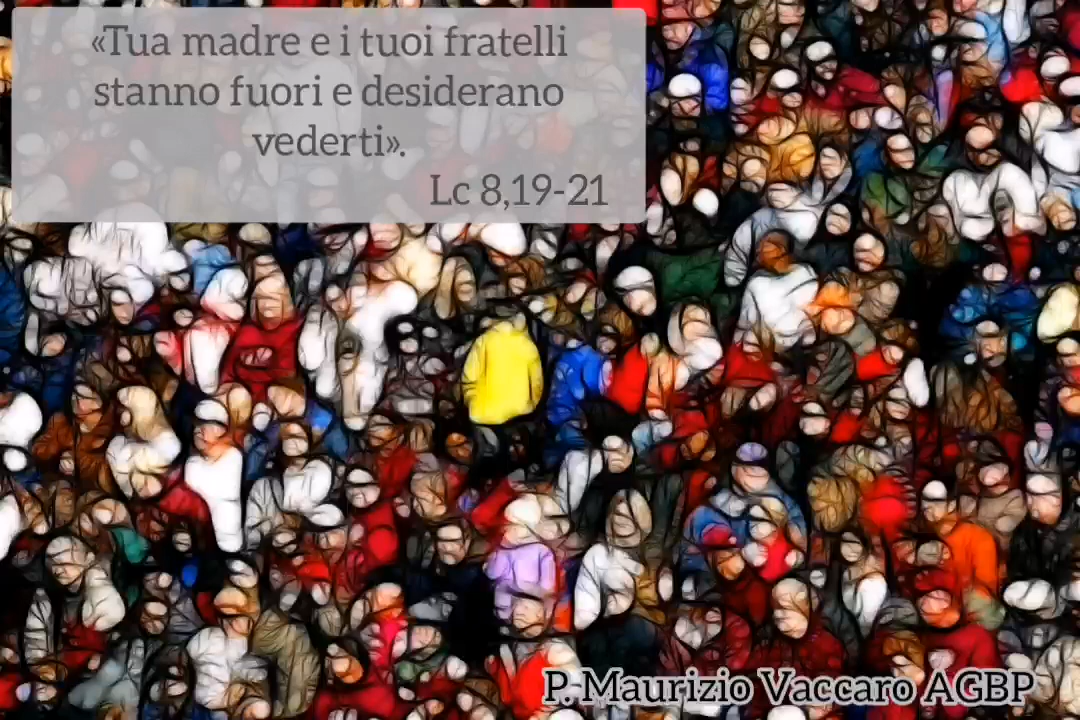 «Tua madre e i tuoi fratelli
stanno fuori e desiderano
vederti».
Lc 8,19-21
P. Maurizio Vaccaro AGBP